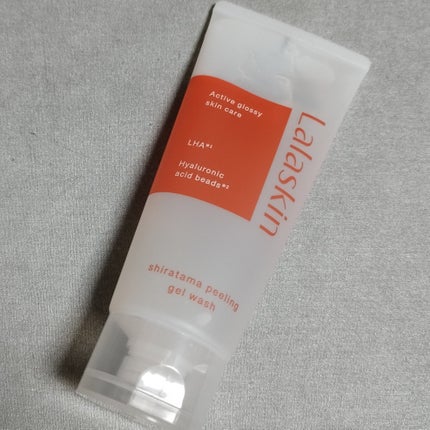 Active glossy
skin care
LHA※1
Hyaluronic
acid beads※2
Lalaskin
shiratama peeling
gel wash